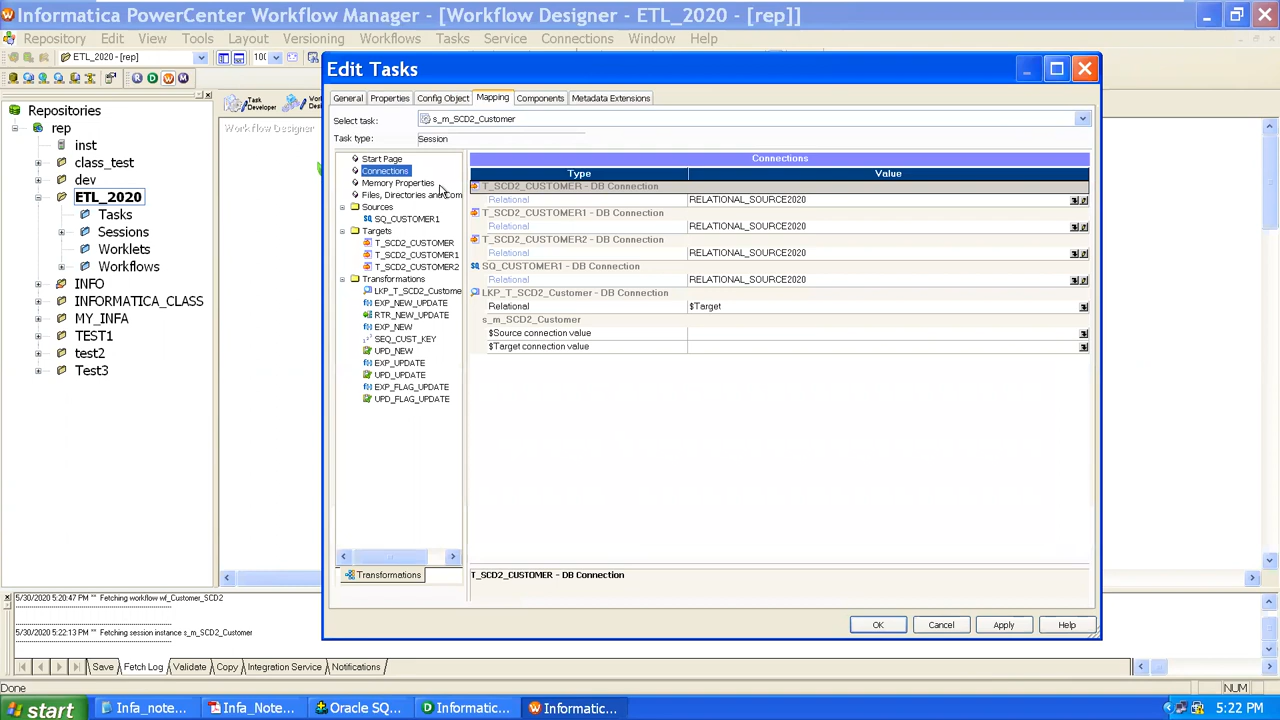 Informatica PowerCenter Workflow Manager - [Workflow Designer - ETL_2020 - [rep]]
Repository Edit View Tools Layout Versioning Workflows Tasks Service Connections Window Help
ETL_2020 - [rep]
R D W M
Task Developer
Workflow Designer
Repositories
rep
inst
class_test
dev
ETL_2020
Tasks
Sessions
Worklets
Workflows
INFO
INFORMATICA_CLASS
MY_INFA
TEST1
test2
Test3
Edit Tasks
General Properties Config Object Mapping Components Metadata Extensions
Select task: s_m_SCD2_Customer
Task type: Session
Start Page
Connections
Memory Properties
Files, Directories and Com
Sources
SQ_CUSTOMER1
Targets
T_SCD2_CUSTOMER
T_SCD2_CUSTOMER1
T_SCD2_CUSTOMER2
Transformations
LKP_T_SCD2_Custome
EXP_NEW_UPDATE
RTR_NEW_UPDATE
EXP_NEW
SEQ_CUST_KEY
UPD_NEW
EXP_UPDATE
UPD_UPDATE
EXP_FLAG_UPDATE
UPD_FLAG_UPDATE
Transformations
Connections
Type Value
T_SCD2_CUSTOMER - DB Connection
Relational RELATIONAL_SOURCE2020
T_SCD2_CUSTOMER1 - DB Connection
Relational RELATIONAL_SOURCE2020
T_SCD2_CUSTOMER2 - DB Connection
Relational RELATIONAL_SOURCE2020
SQ_CUSTOMER1 - DB Connection
Relational RELATIONAL_SOURCE2020
LKP_T_SCD2_Customer - DB Connection
Relational $Target
s_m_SCD2_Customer
$Source connection value
$Target connection value
T_SCD2_CUSTOMER - DB Connection
OK Cancel Apply Help
5/30/2020 5:20:47 PM ** Fetching workflow wf_Customer_SCD2
5/30/2020 5:22:13 PM ** Fetching session instance s_m_SCD2_Customer
Save Fetch Log Validate Copy Integration Service Notifications
Done NUM
start Infa_note... Infa_Note... Oracle SQ... Informatic... Informatic... 5:22 PM